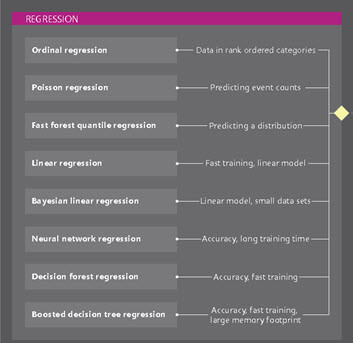 REGRESSION
Ordinal regression Data in rank ordered categories
Poisson regression Predicting event counts
Fast forest quantile regression Predicting a distribution
Linear regression Fast training, linear model
Bayesian linear regression Linear model, small data sets
Neural network regression Accuracy, long training time
Decision forest regression Accuracy, fast training
Boosted decision tree regression Accuracy, fast training,
large memory footprint